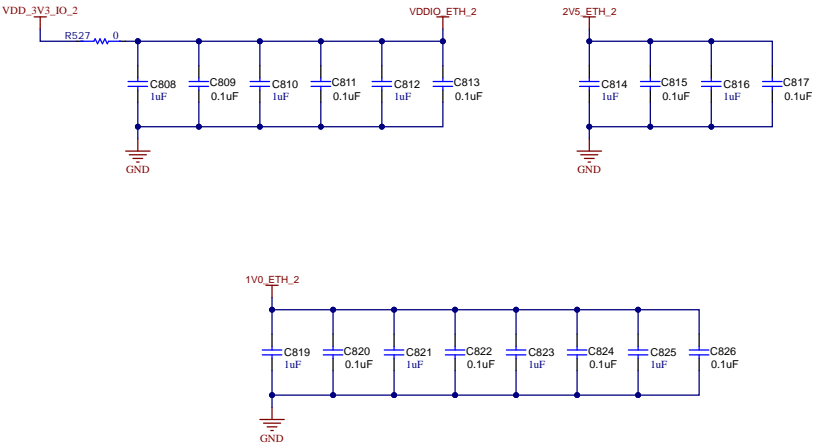 VDD_3V3_IO_2
VDDIO_ETH_2
2V5_ETH_2
R527
0
C808
1uF
C809
0.1uF
C810
1uF
C811
0.1uF
C812
1uF
C813
0.1uF
C814
1uF
C815
0.1uF
C816
1uF
C817
0.1uF
GND
GND
1V0_ETH_2
C819
1uF
C820
0.1uF
C821
1uF
C822
0.1uF
C823
1uF
C824
0.1uF
C825
1uF
C826
0.1uF
GND